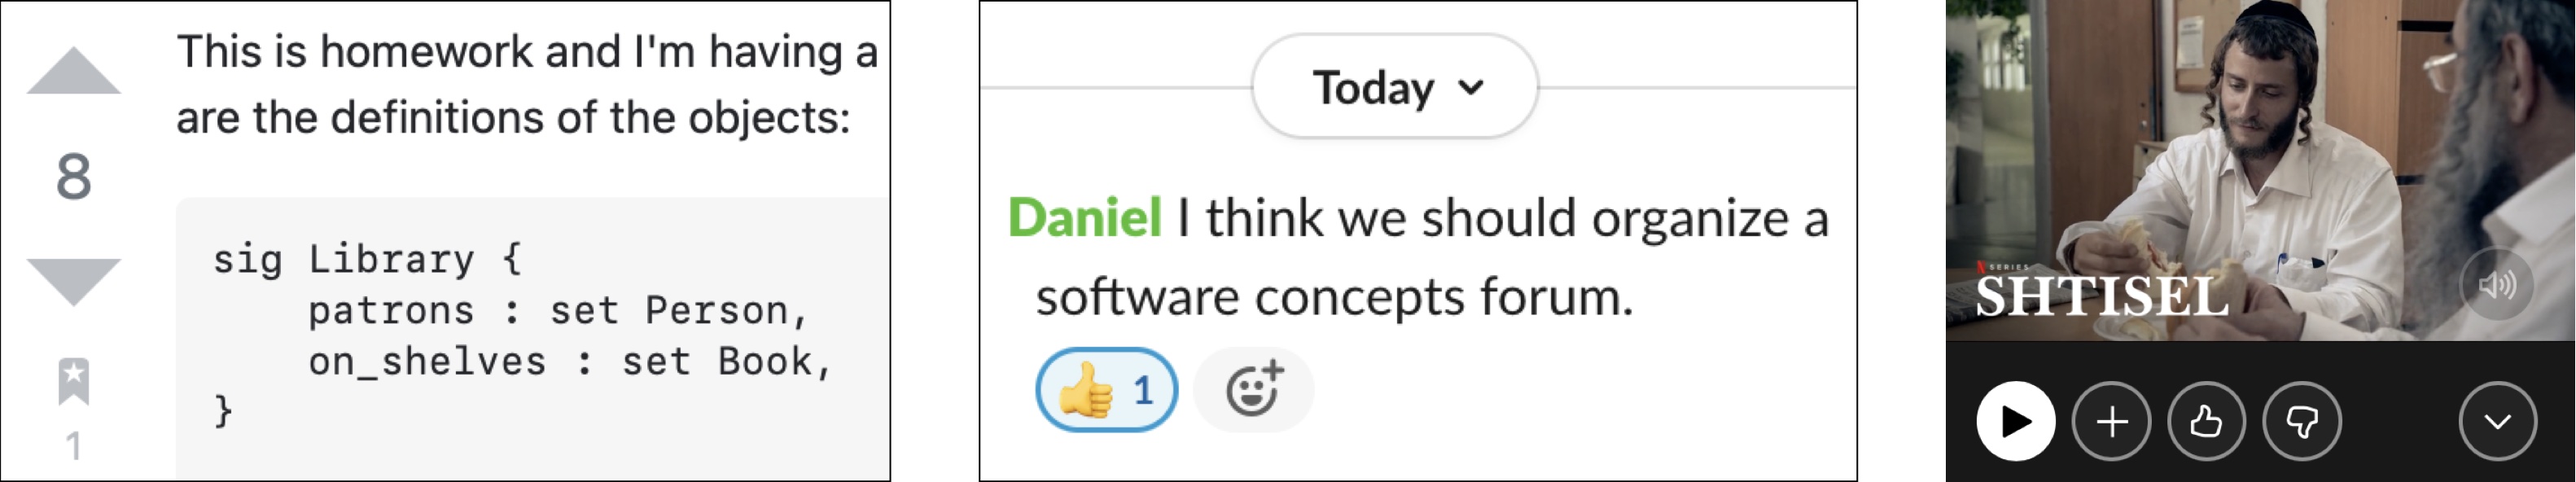 This is homework and I'm having a
are the definitions of the objects:
8
sig Library {
patrons : set Person,
on_shelves : set Book,
}
1
Today
Daniel I think we should organize a
software concepts forum.
👍 1
N SERIES
SHTISEL